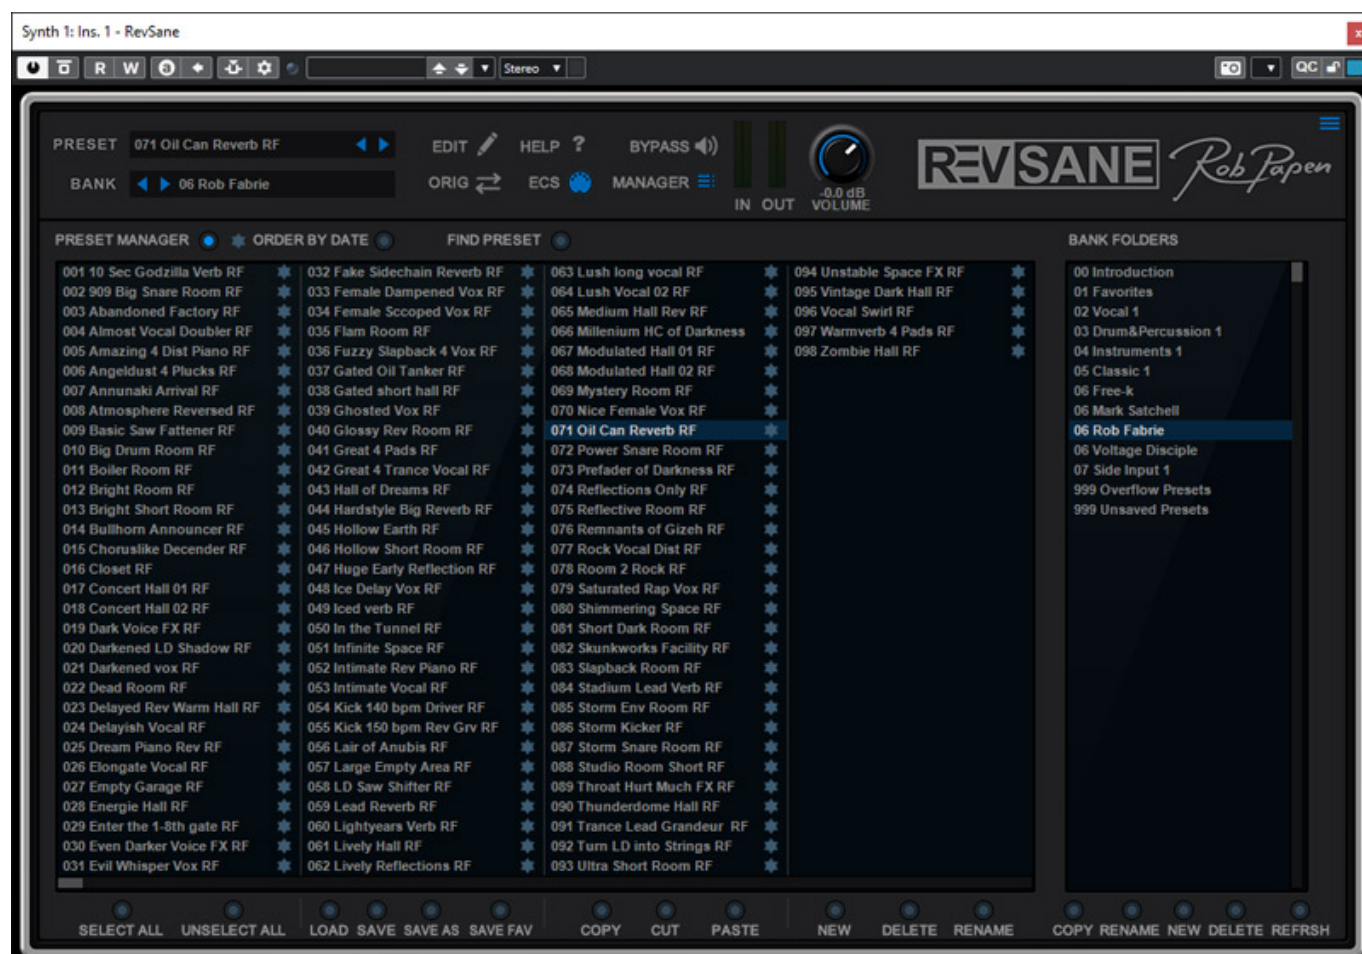 Synth 1: Ins. 1 - RevSane
x
R W a Stereo QC
PRESET 071 Oil Can Reverb RF EDIT HELP ? BYPASS
BANK 06 Rob Fabrie ORIG ECS MANAGER
IN OUT
-0.0 dB
VOLUME
REVSANE Rob Papen
PRESET MANAGER ORDER BY DATE FIND PRESET BANK FOLDERS
001 10 Sec Godzilla Verb RF
002 909 Big Snare Room RF
003 Abandoned Factory RF
004 Almost Vocal Doubler RF
005 Amazing 4 Dist Piano RF
006 Angeldust 4 Plucks RF
007 Annunaki Arrival RF
008 Atmosphere Reversed RF
009 Basic Saw Fattener RF
010 Big Drum Room RF
011 Boiler Room RF
012 Bright Room RF
013 Bright Short Room RF
014 Bullhorn Announcer RF
015 Choruslike Decender RF
016 Closet RF
017 Concert Hall 01 RF
018 Concert Hall 02 RF
019 Dark Voice FX RF
020 Darkened LD Shadow RF
021 Darkened vox RF
022 Dead Room RF
023 Delayed Rev Warm Hall RF
024 Delayish Vocal RF
025 Dream Piano Rev RF
026 Elongate Vocal RF
027 Empty Garage RF
028 Energie Hall RF
029 Enter the 1-8th gate RF
030 Even Darker Voice FX RF
031 Evil Whisper Vox RF
032 Fake Sidechain Reverb RF
033 Female Dampened Vox RF
034 Female Sccoped Vox RF
035 Flam Room RF
036 Fuzzy Slapback 4 Vox RF
037 Gated Oil Tanker RF
038 Gated short hall RF
039 Ghosted Vox RF
040 Glossy Rev Room RF
041 Great 4 Pads RF
042 Great 4 Trance Vocal RF
043 Hall of Dreams RF
044 Hardstyle Big Reverb RF
045 Hollow Earth RF
046 Hollow Short Room RF
047 Huge Early Reflection RF
048 Ice Delay Vox RF
049 Iced verb RF
050 In the Tunnel RF
051 Infinite Space RF
052 Intimate Rev Piano RF
053 Intimate Vocal RF
054 Kick 140 bpm Driver RF
055 Kick 150 bpm Rev Grv RF
056 Lair of Anubis RF
057 Large Empty Area RF
058 LD Saw Shifter RF
059 Lead Reverb RF
060 Lightyears Verb RF
061 Lively Hall RF
062 Lively Reflections RF
063 Lush long vocal RF
064 Lush Vocal 02 RF
065 Medium Hall Rev RF
066 Millenium HC of Darkness
067 Modulated Hall 01 RF
068 Modulated Hall 02 RF
069 Mystery Room RF
070 Nice Female Vox RF
071 Oil Can Reverb RF
072 Power Snare Room RF
073 Prefader of Darkness RF
074 Reflections Only RF
075 Reflective Room RF
076 Remnants of Gizeh RF
077 Rock Vocal Dist RF
078 Room 2 Rock RF
079 Saturated Rap Vox RF
080 Shimmering Space RF
081 Short Dark Room RF
082 Skunkworks Facility RF
083 Slapback Room RF
084 Stadium Lead Verb RF
085 Storm Env Room RF
086 Storm Kicker RF
087 Storm Snare Room RF
088 Studio Room Short RF
089 Throat Hurt Much FX RF
090 Thunderdome Hall RF
091 Trance Lead Grandeur RF
092 Turn LD into Strings RF
093 Ultra Short Room RF
094 Unstable Space FX RF
095 Vintage Dark Hall RF
096 Vocal Swirl RF
097 Warmverb 4 Pads RF
098 Zombie Hall RF
00 Introduction
01 Favorites
02 Vocal 1
03 Drum&Percussion 1
04 Instruments 1
05 Classic 1
06 Free-k
06 Mark Satchell
06 Rob Fabrie
06 Voltage Disciple
07 Side Input 1
999 Overflow Presets
999 Unsaved Presets
SELECT ALL UNSELECT ALL LOAD SAVE SAVE AS SAVE FAV COPY CUT PASTE NEW DELETE RENAME COPY RENAME NEW DELETE REFRSH